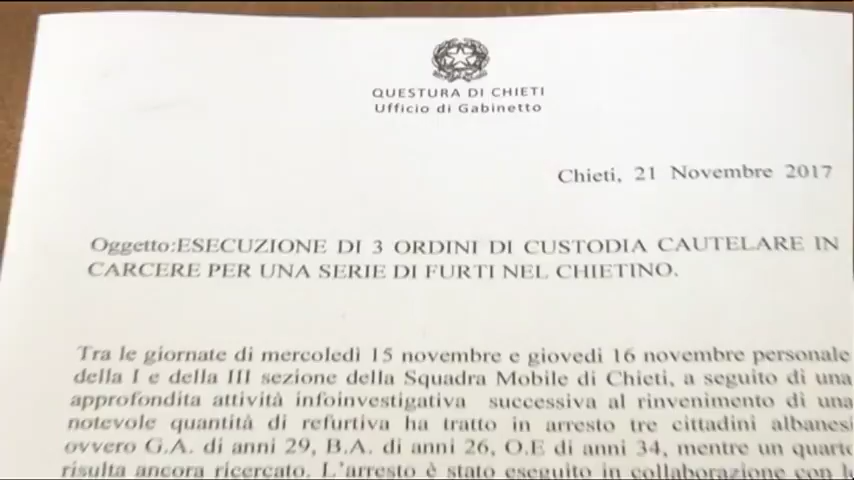 QUESTURA DI CHIETI
Ufficio di Gabinetto
Chieti, 21 Novembre 2017
Oggetto:ESECUZIONE DI 3 ORDINI DI CUSTODIA CAUTELARE IN
CARCERE PER UNA SERIE DI FURTI NEL CHIETINO.
Tra le giornate di mercoledì 15 novembre e giovedì 16 novembre personale
della I e della III sezione della Squadra Mobile di Chieti, a seguito di una
approfondita attività infoinvestigativa successiva al rinvenimento di una
notevole quantità di refurtiva ha tratto in arresto tre cittadini albanesi
ovvero G.A. di anni 29, B.A. di anni 26, O.E di anni 34, mentre un quarto
risulta ancora ricercato. L'arresto è stato eseguito in collaborazione con